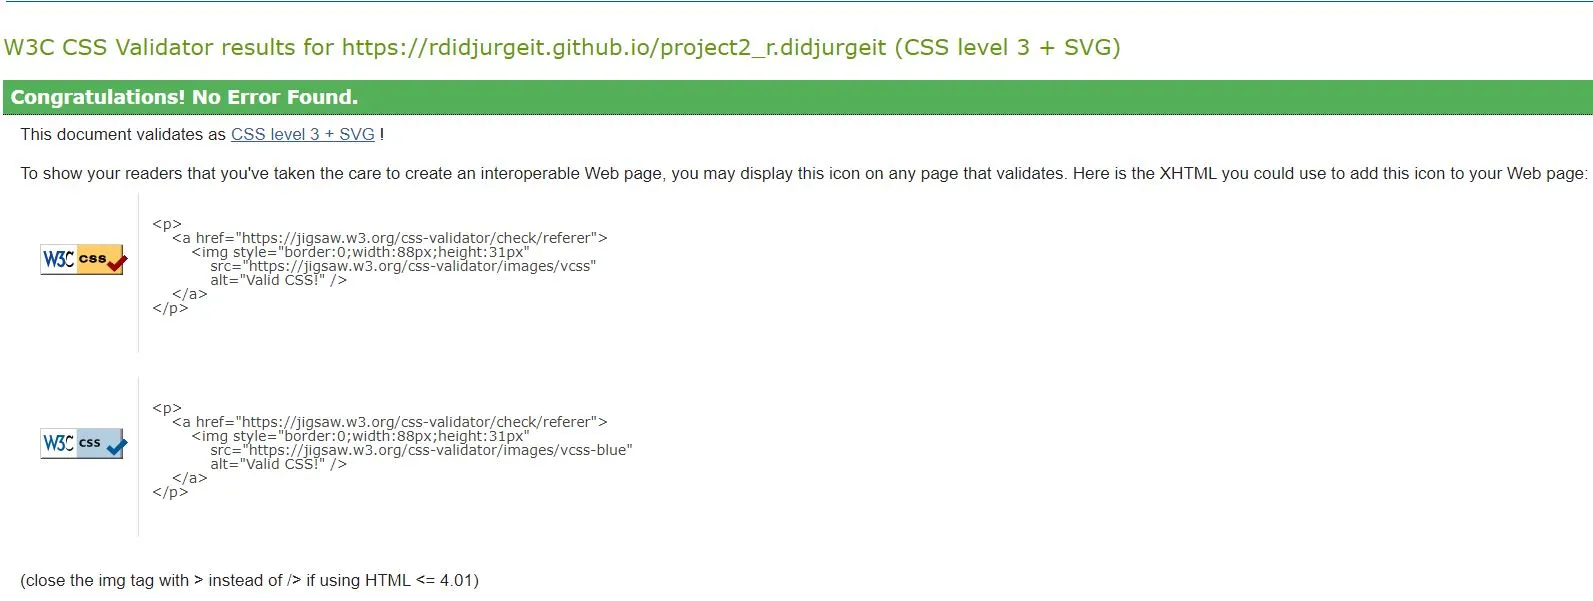 W3C CSS Validator results for https://rdidjurgeit.github.io/project2_r.didjurgeit (CSS level 3 + SVG)
Congratulations! No Error Found.
This document validates as CSS level 3 + SVG !
To show your readers that you've taken the care to create an interoperable Web page, you may display this icon on any page that validates. Here is the XHTML you could use to add this icon to your Web page:
W3C css
<p>
<a href="https://jigsaw.w3.org/css-validator/check/referer">
<img style="border:0;width:88px;height:31px"
src="https://jigsaw.w3.org/css-validator/images/vcss"
alt="Valid CSS!" />
</a>
</p>
W3C css
<p>
<a href="https://jigsaw.w3.org/css-validator/check/referer">
<img style="border:0;width:88px;height:31px"
src="https://jigsaw.w3.org/css-validator/images/vcss-blue"
alt="Valid CSS!" />
</a>
</p>
(close the img tag with > instead of /> if using HTML <= 4.01)